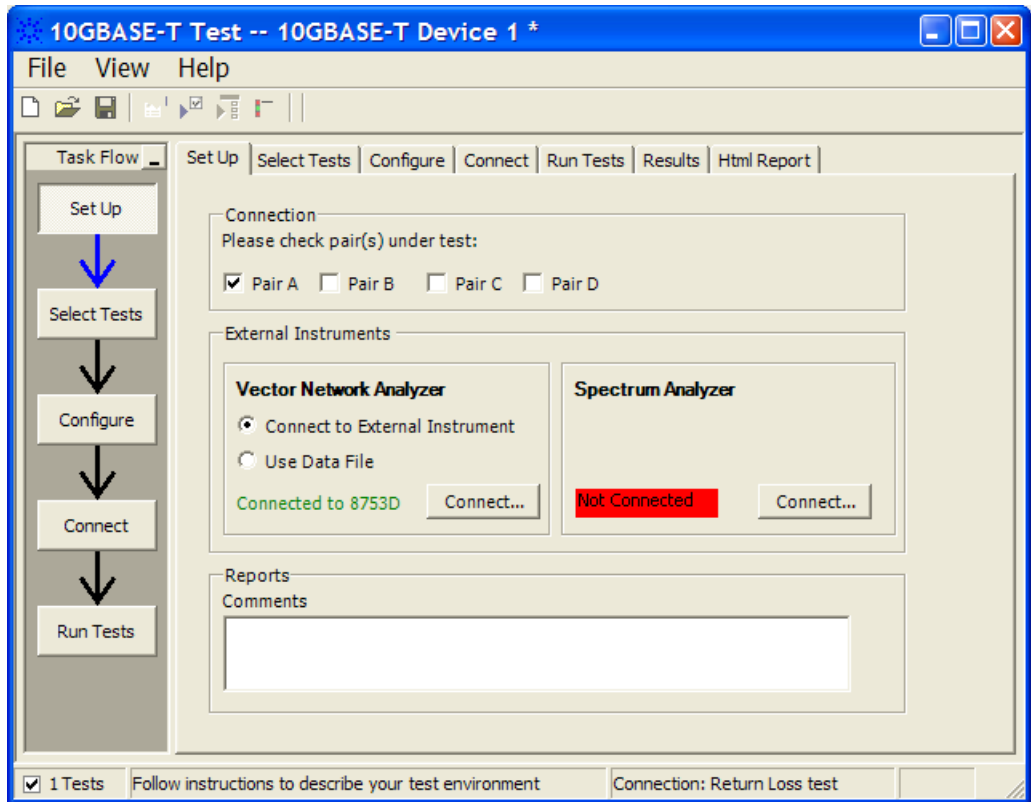 10GBASE-T Test -- 10GBASE-T Device 1 *
File View Help
Task Flow
Set Up
Select Tests
Configure
Connect
Run Tests
Set Up Select Tests Configure Connect Run Tests Results Html Report
Connection
Please check pair(s) under test:
Pair A Pair B Pair C Pair D
External Instruments
Vector Network Analyzer
Connect to External Instrument
Use Data File
Connected to 8753D Connect...
Spectrum Analyzer
Not Connected Connect...
Reports
Comments
1 Tests Follow instructions to describe your test environment Connection: Return Loss test